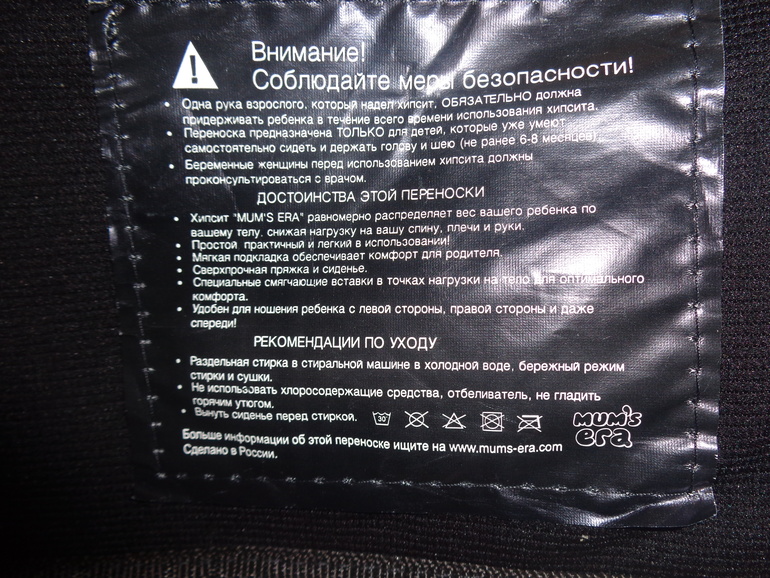 Внимание!
Соблюдайте меры безопасности!
• Одна рука взрослого, который надел хипсит, ОБЯЗАТЕЛЬНО должна
придерживать ребенка в течение всего времени использования хипсита.
• Переноска предназначена ТОЛЬКО для детей, которые уже умеют
самостоятельно сидеть и держать голову и шею (не ранее 6-8 месяцев)
• Беременные женщины перед использованием хипсита должны
проконсультироваться с врачом.
ДОСТОИНСТВА ЭТОЙ ПЕРЕНОСКИ
• Хипсит "MUM'S ERA" равномерно распределяет вес вашего ребенка по
вашему телу, снижая нагрузку на вашу спину, плечи и руки.
• Простой практичный и легкий в использовании!
• Мягкая подкладка обеспечивает комфорт для родителя.
• Сверхпрочная пряжка и сиденье.
• Специальные смягчающие вставки в точках нагрузки на тело для оптимального
комфорта.
• Удобен для ношения ребенка с левой стороны, правой стороны и даже
спереди!
РЕКОМЕНДАЦИИ ПО УХОДУ
• Раздельная стирка в стиральной машине в холодной воде, бережный режим
стирки и сушки.
• Не использовать хлоросодержащие средства, отбеливатель, не гладить
горячим утюгом.
• Вынуть сиденье перед стиркой. 30
mum's
era
Больше информации об этой переноске ищите на www.mums-era.com
Сделано в России.